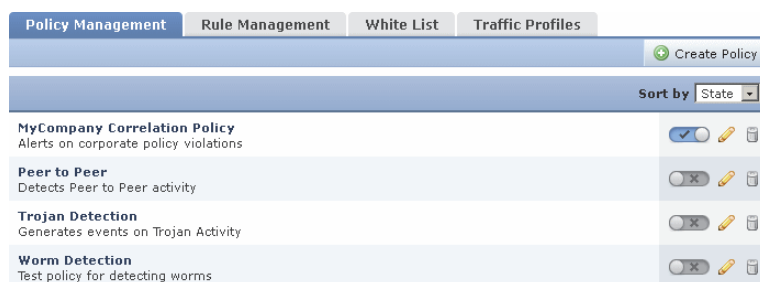 Policy Management Rule Management White List Traffic Profiles
Create Policy
Sort by State
MyCompany Correlation Policy
Alerts on corporate policy violations
Peer to Peer
Detects Peer to Peer activity
Trojan Detection
Generates events on Trojan Activity
Worm Detection
Test policy for detecting worms